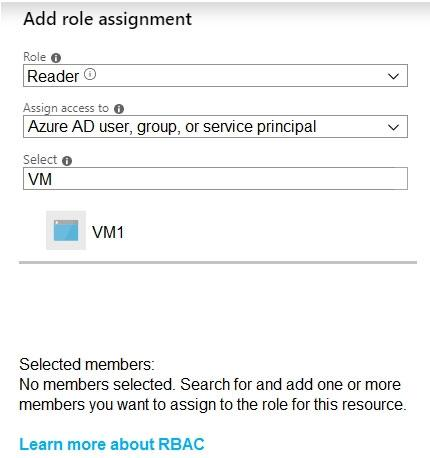 Add role assignment
Role
Reader
Assign access to
Azure AD user, group, or service principal
Select
VM
VM1
Selected members:
No members selected. Search for and add one or more
members you want to assign to the role for this resource.
Learn more about RBAC